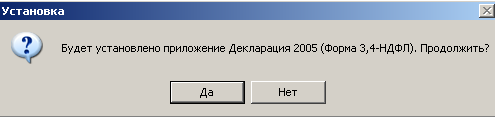 Установка
Будет установлено приложение Декларация 2005 (Форма 3,4-НДФЛ). Продолжить?
Да
Нет